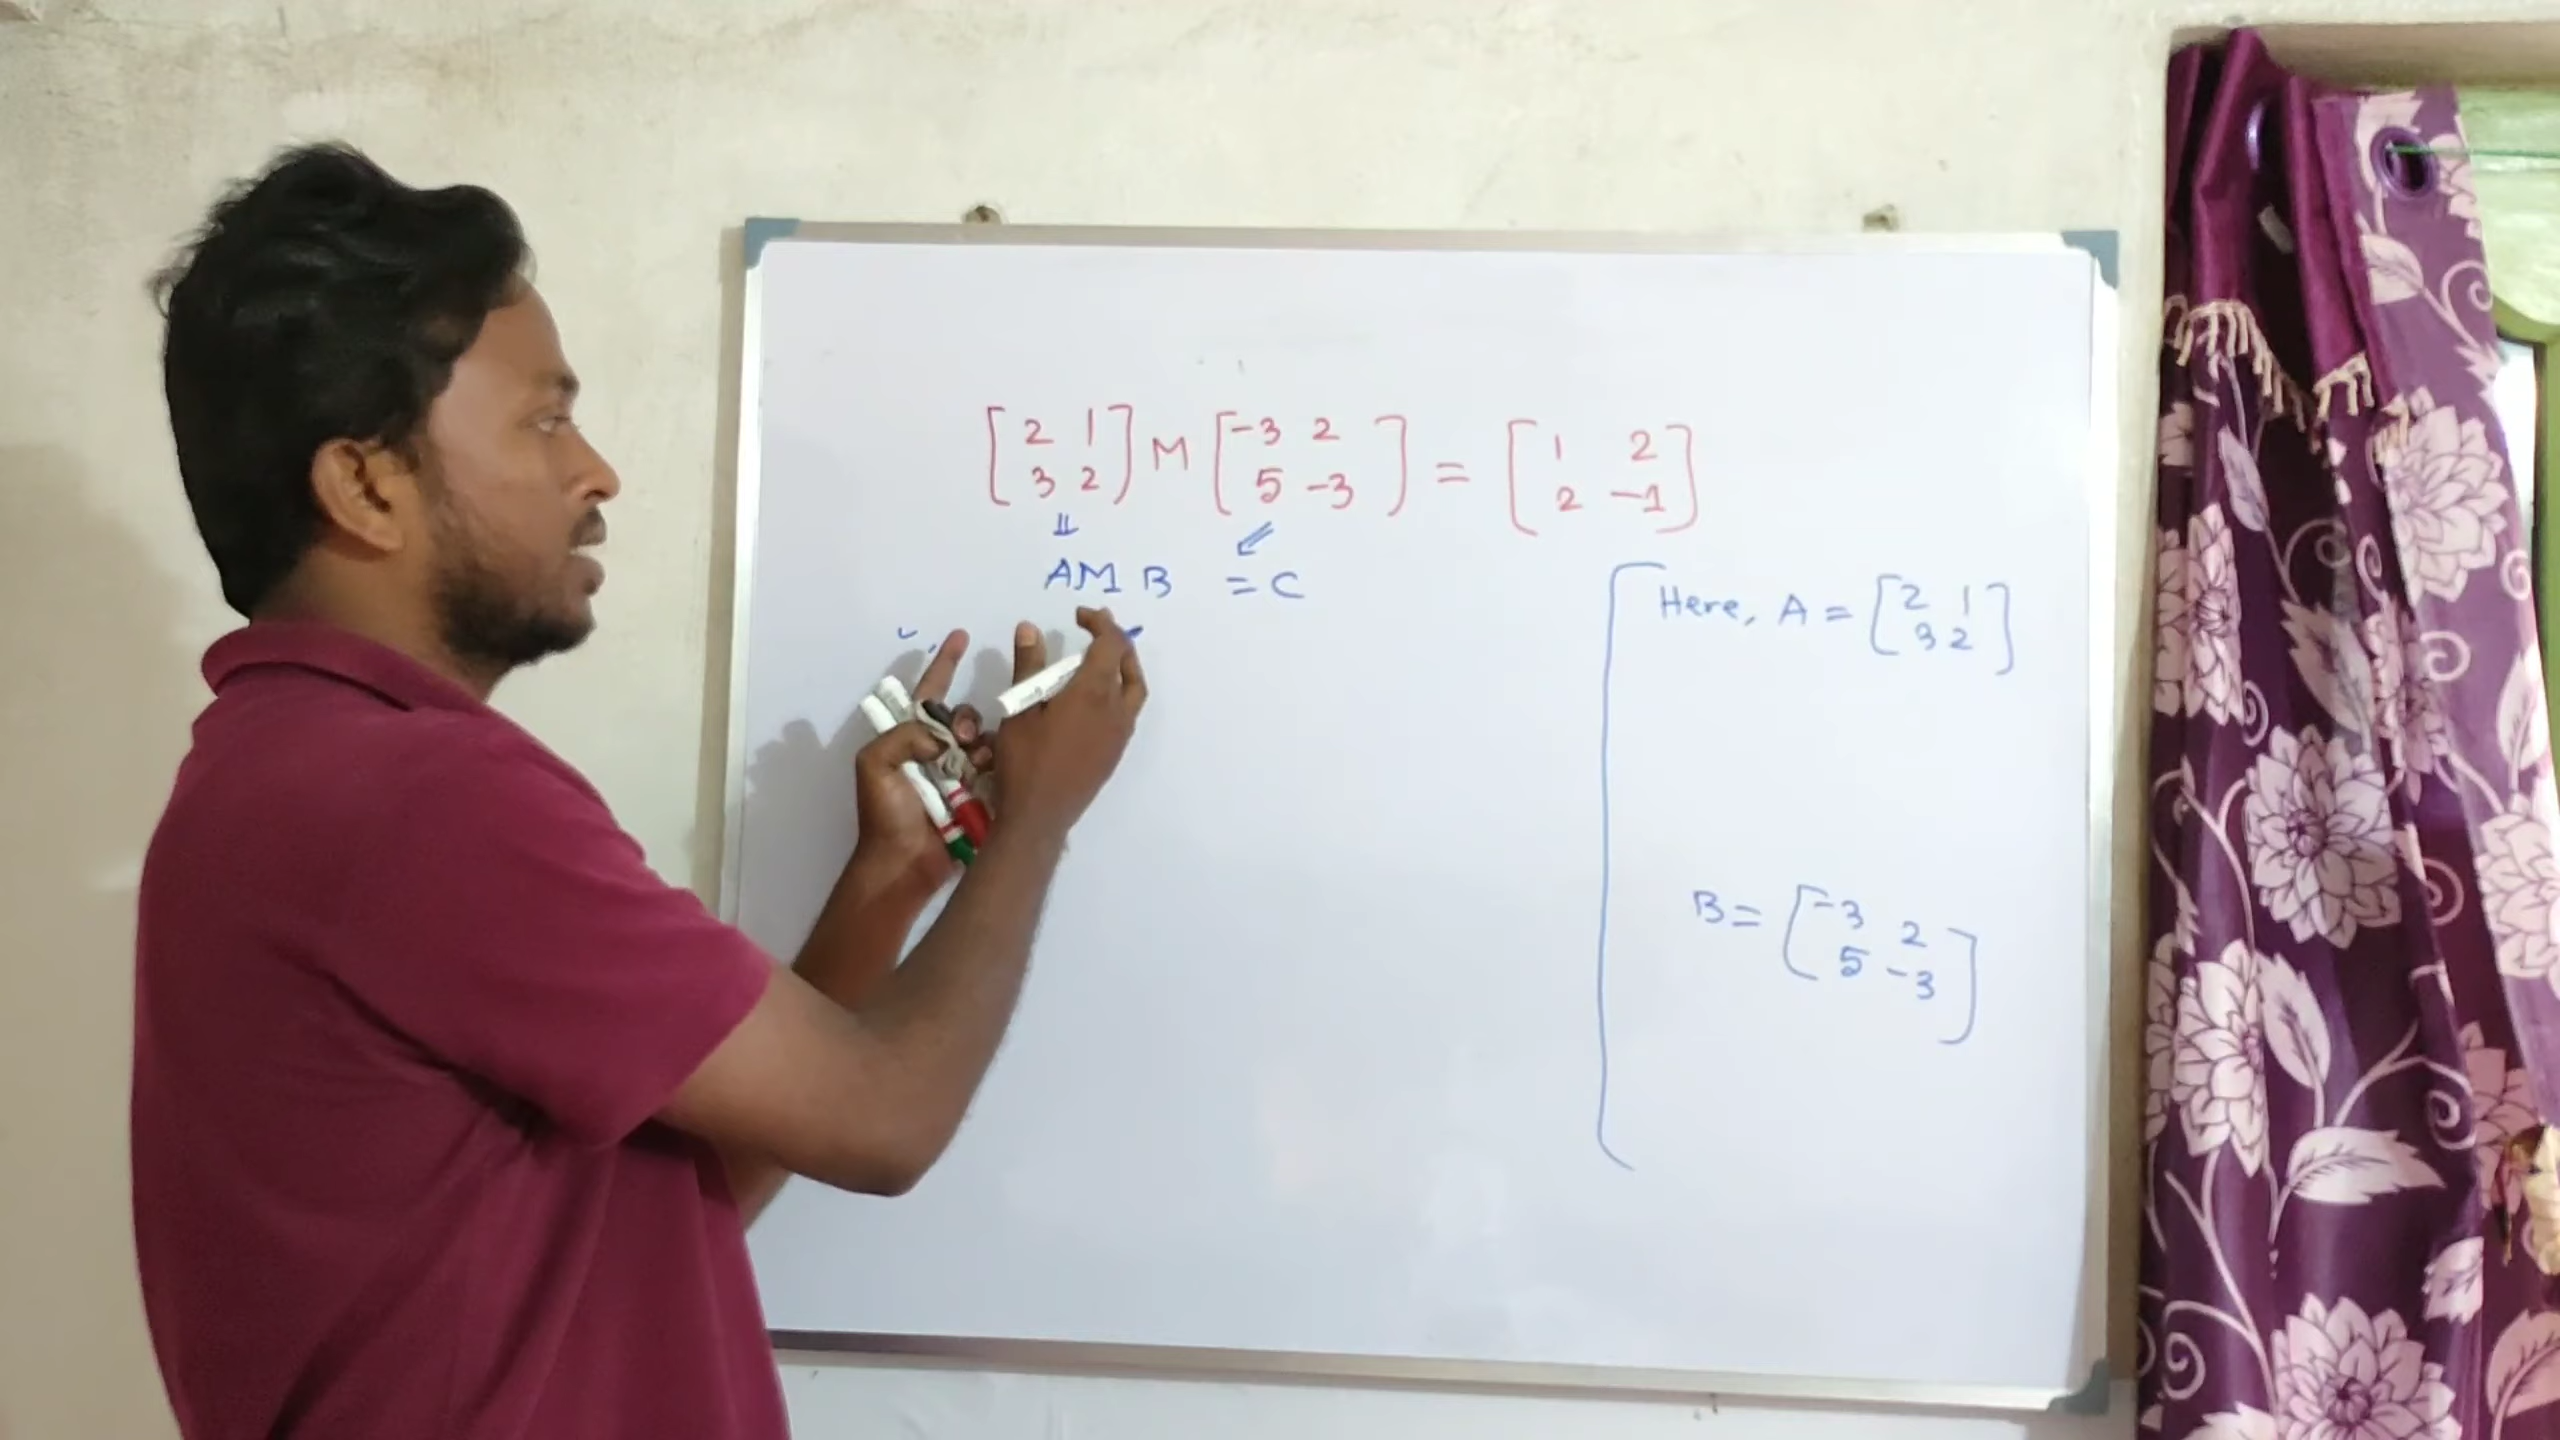 [2 1
3 2] M [-3 2
5 -3] = [1 2
2 -1]
AM B = C
Here, A = [2 1
3 2]
B = [-3 2
5 -3]